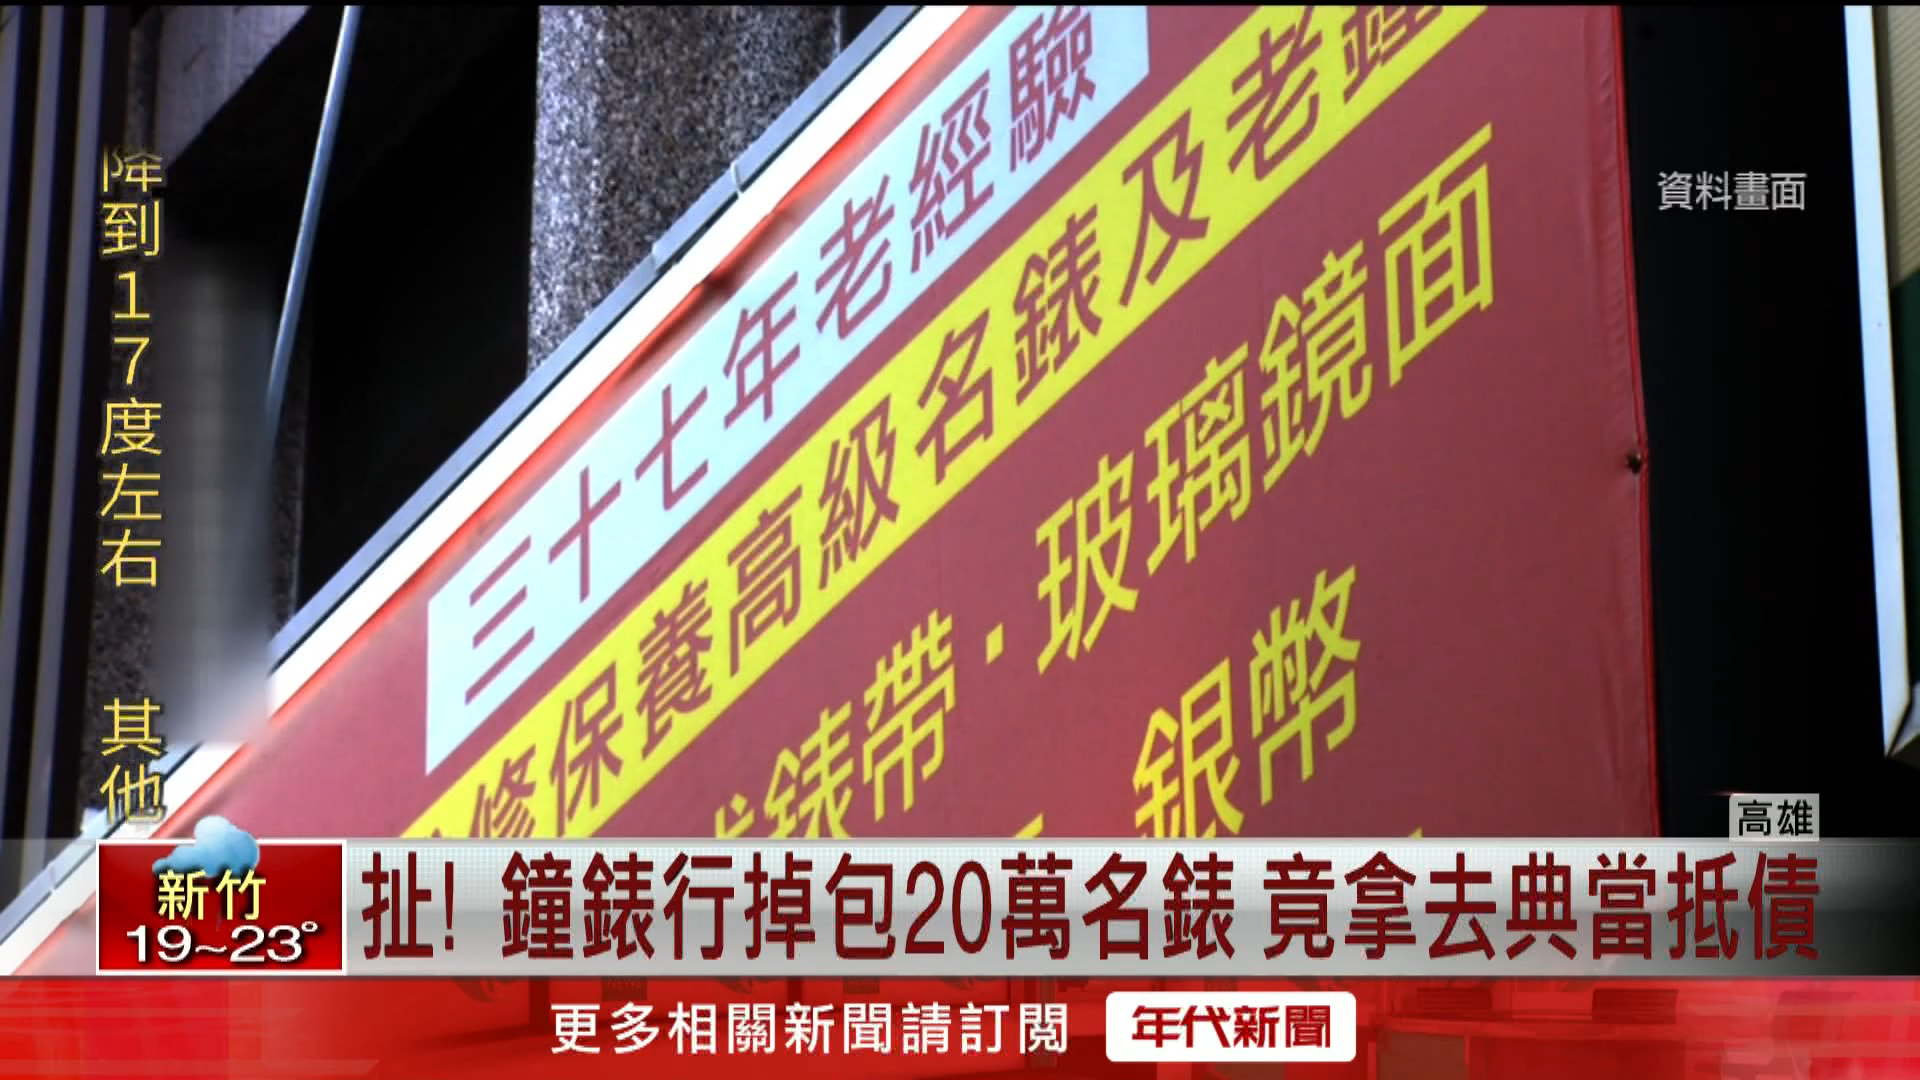 三十七年老經驗
修保養高級名錶及老鐘
錶帶・玻璃鏡面
銀幣
資料畫面
降到17度左右 其他
高雄
新竹
19~23°
扯! 鐘錶行掉包20萬名錶 竟拿去典當抵債
更多相關新聞請訂閱 年代新聞